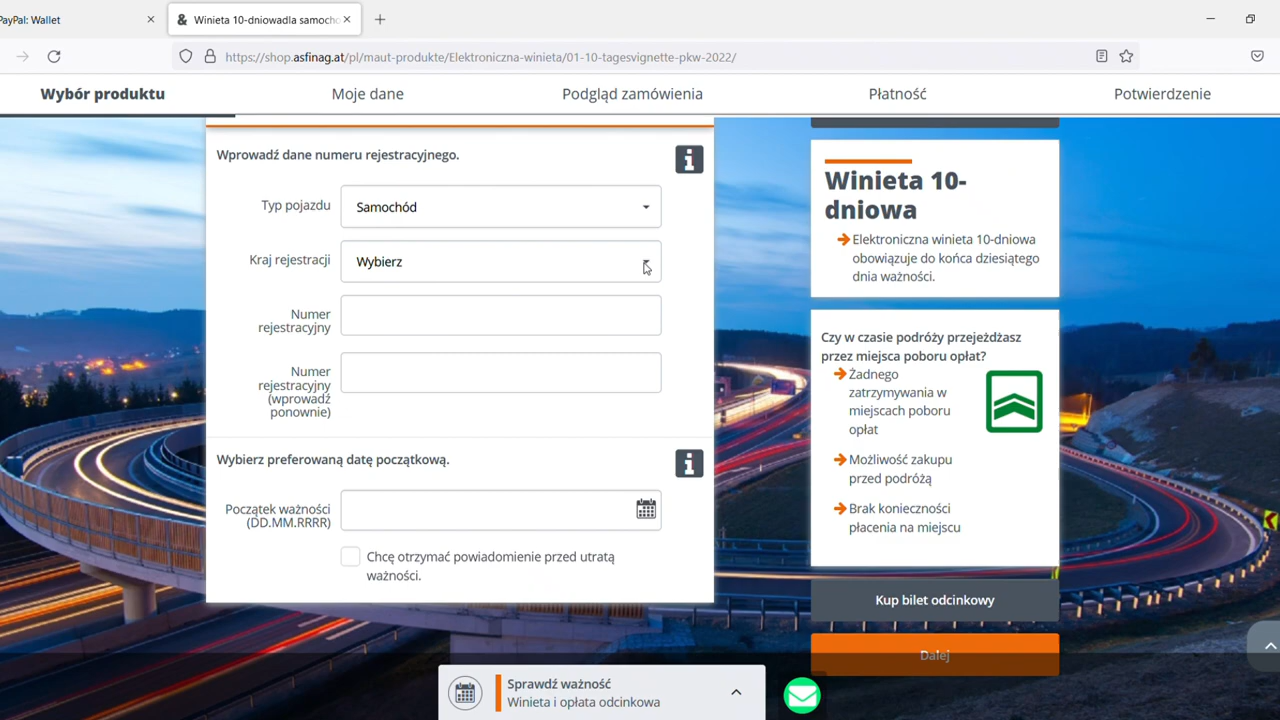 PayPal: Wallet
Winieta 10-dniowadla samocho
https://shop.asfinag.at/pl/maut-produkte/Elektroniczna-winieta/01-10-tagesvignette-pkw-2022/
Wybór produktu
Moje dane
Podgląd zamówienia
Płatność
Potwierdzenie
Wprowadź dane numeru rejestracyjnego.
Typ pojazdu
Samochód
Kraj rejestracji
Wybierz
Numer
rejestracyjny
Numer
rejestracyjny
(wprowadź
ponownie)
Wybierz preferowaną datę początkową.
Początek ważności
(DD.MM.RRRR)
Chcę otrzymać powiadomienie przed utratą
ważności.
Winieta 10-
dniowa
Elektroniczna winieta 10-dniowa
obowiązuje do końca dziesiątego
dnia ważności.
Czy w czasie podróży przejeżdżasz
przez miejsca poboru opłat?
Żadnego
zatrzymywania w
miejscach poboru
opłat
Możliwość zakupu
przed podróżą
Brak konieczności
płacenia na miejscu
Kup bilet odcinkowy
Dalej
Sprawdź ważność
Winieta i opłata odcinkowa